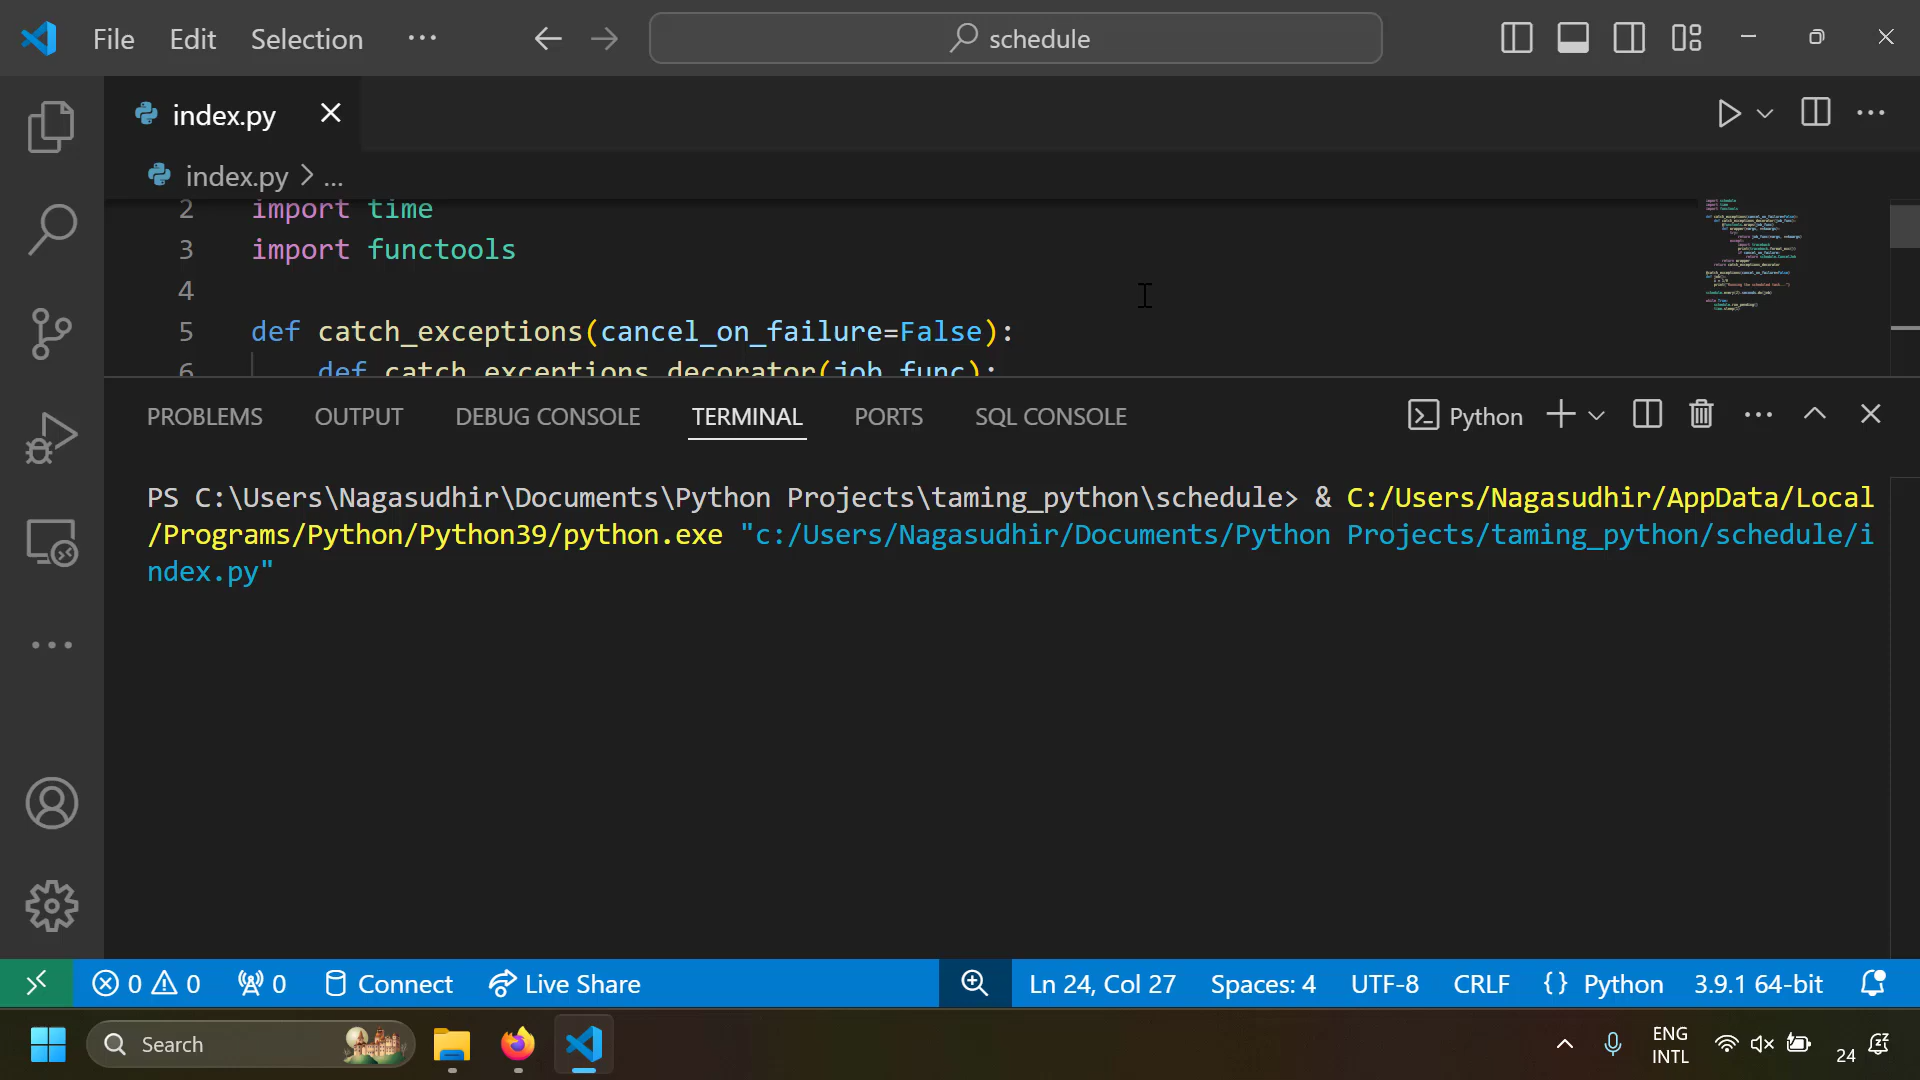 File Edit Selection ··· schedule
index.py
index.py > ...
2 import time
3 import functools
4
5 def catch_exceptions(cancel_on_failure=False):
6 def catch_exceptions_decorator(job_func):
PROBLEMS OUTPUT DEBUG CONSOLE TERMINAL PORTS SQL CONSOLE Python
PS C:\Users\Nagasudhir\Documents\Python Projects\taming_python\schedule> & C:/Users/Nagasudhir/AppData/Local
/Programs/Python/Python39/python.exe "c:/Users/Nagasudhir/Documents/Python Projects/taming_python/schedule/i
ndex.py"
0 0 0 Connect Live Share Ln 24, Col 27 Spaces: 4 UTF-8 CRLF {} Python 3.9.1 64-bit
Search ENG
INTL 24